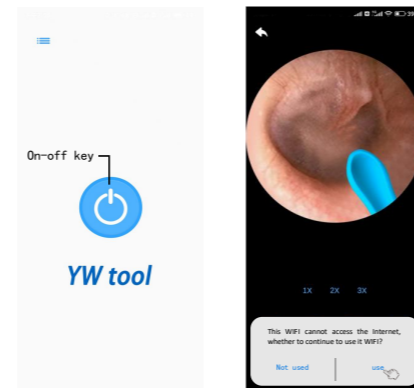 On-off key
YW tool
1X 2X 3X
This WIFI cannot access the Internet,
whether to continue to use it WIFI?
Not used
use